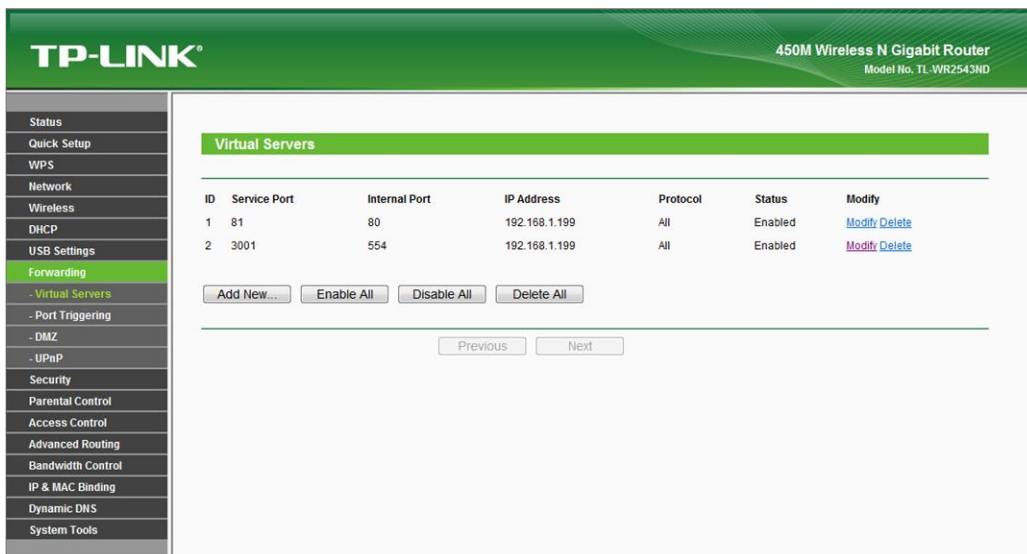 TP-LINK®
450M Wireless N Gigabit Router
Model No. TL-WR2543ND
Status
Quick Setup
WPS
Network
Wireless
DHCP
USB Settings
Forwarding
- Virtual Servers
- Port Triggering
- DMZ
- UPnP
Security
Parental Control
Access Control
Advanced Routing
Bandwidth Control
IP & MAC Binding
Dynamic DNS
System Tools
Virtual Servers
ID Service Port Internal Port IP Address Protocol Status Modify
1 81 80 192.168.1.199 All Enabled Modify Delete
2 3001 554 192.168.1.199 All Enabled Modify Delete
Add New... Enable All Disable All Delete All
Previous Next